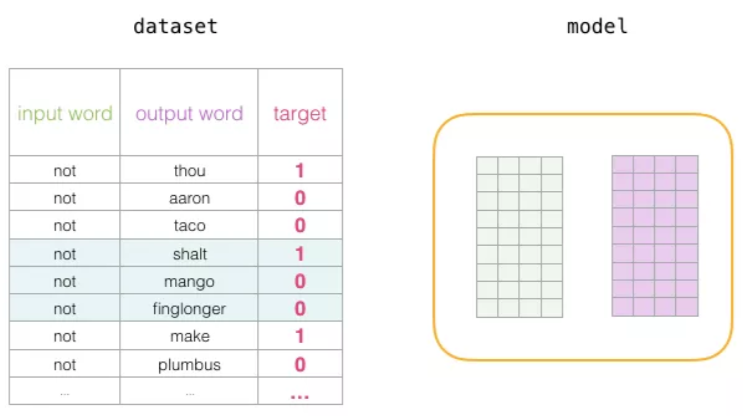 dataset model
input word output word target
not thou 1
not aaron 0
not taco 0
not shalt 1
not mango 0
not finglonger 0
not make 1
not plumbus 0
... ... ...